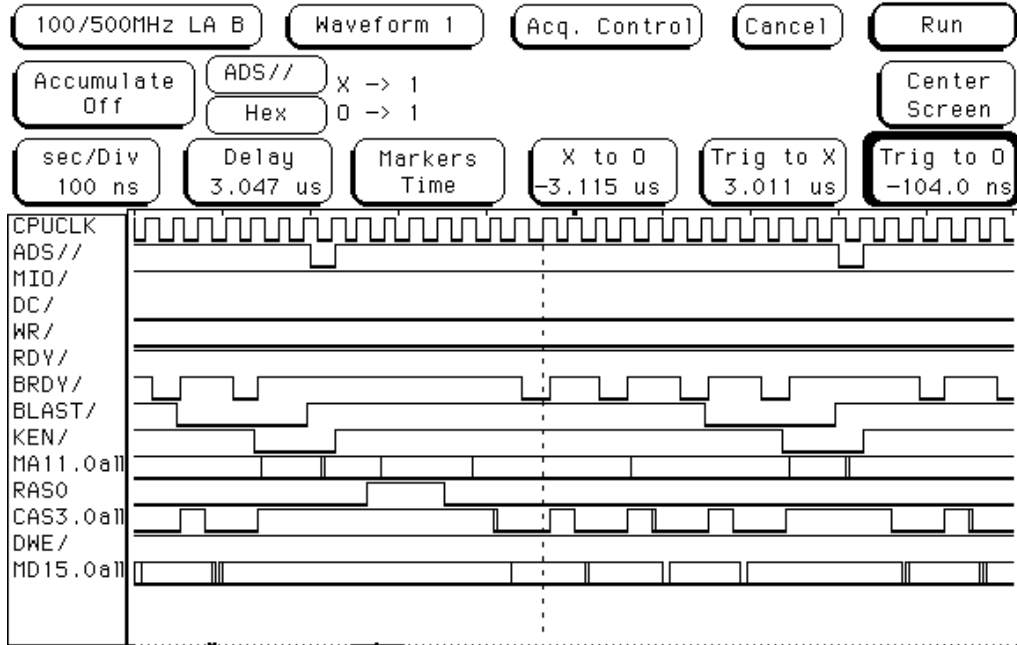 100/500MHz LA B Waveform 1 Acq. Control Cancel Run
Accumulate Off ADS// X -> 1 Center Screen
Hex O -> 1
sec/Div Delay Markers X to O Trig to X Trig to O
100 ns 3.047 us Time -3.115 us 3.011 us -104.0 ns
CPUCLK
ADS//
MIO/
DC/
WR/
RDY/
BRDY/
BLAST/
KEN/
MA11.0all
RAS0
CAS3.0all
DWE/
MD15.0all